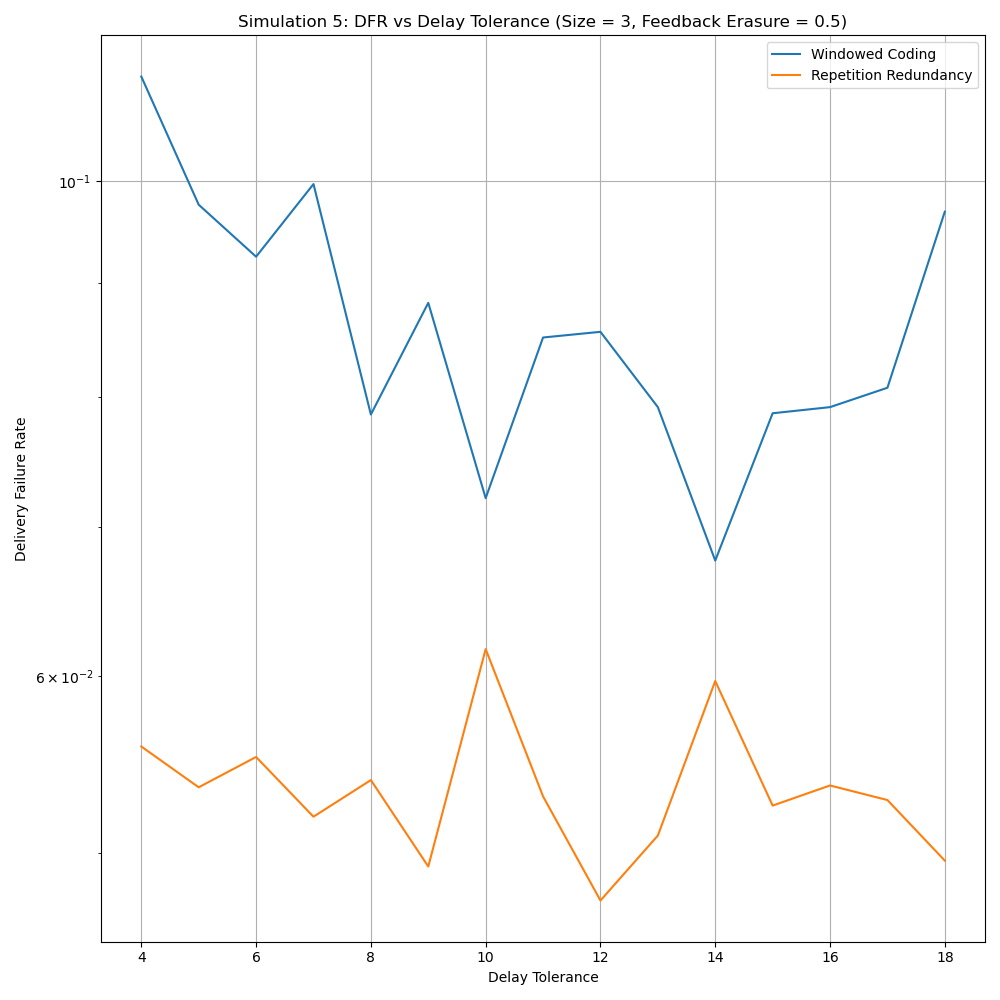 Simulation 5: DFR vs Delay Tolerance (Size = 3, Feedback Erasure = 0.5)
Windowed Coding
Repetition Redundancy
10⁻¹
6 × 10⁻²
Delivery Failure Rate
4 6 8 10 12 14 16 18
Delay Tolerance